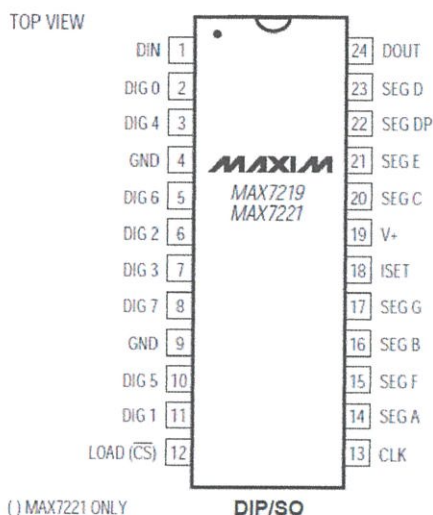 TOP VIEW
DIN 1
DIG 0 2
DIG 4 3
GND 4
DIG 6 5
DIG 2 6
DIG 3 7
DIG 7 8
GND 9
DIG 5 10
DIG 1 11
LOAD (C̅S̅) 12
MAXIM
MAX7219
MAX7221
24 DOUT
23 SEG D
22 SEG DP
21 SEG E
20 SEG C
19 V+
18 ISET
17 SEG G
16 SEG B
15 SEG F
14 SEG A
13 CLK
( ) MAX7221 ONLY
DIP/SO